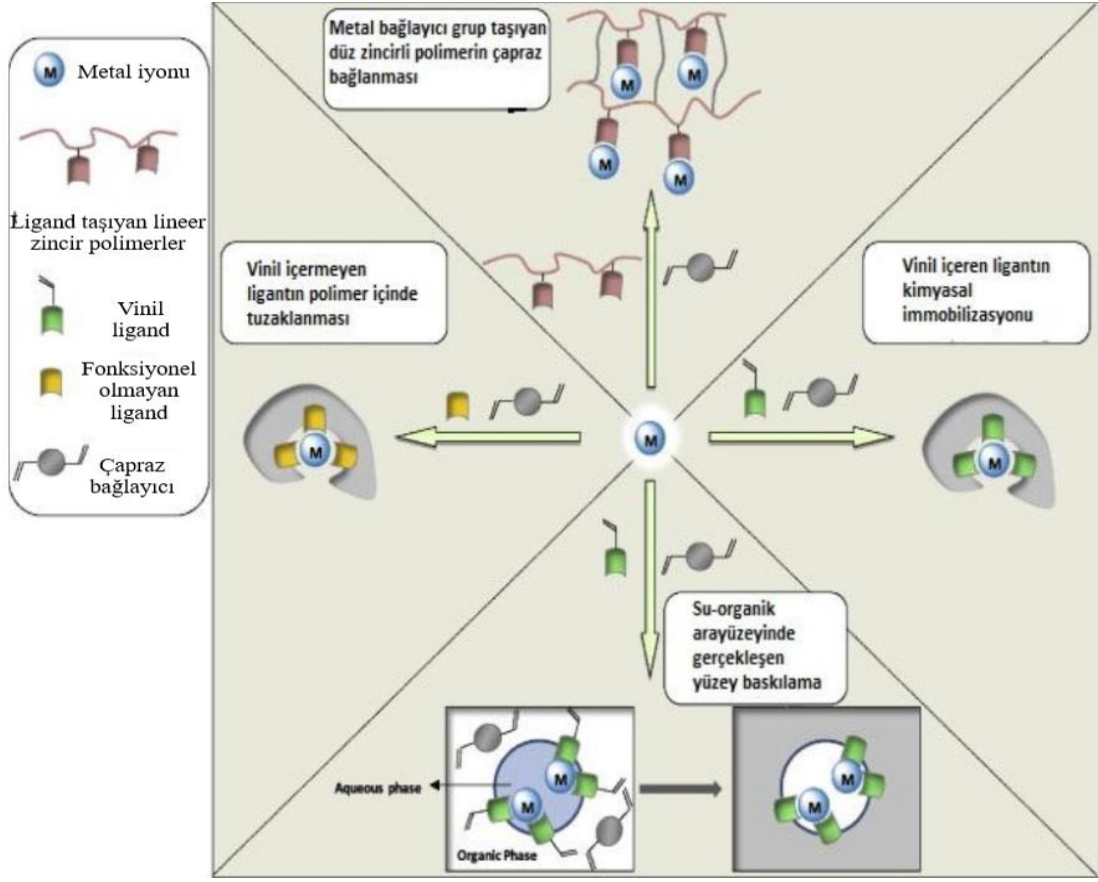 M Metal iyonu
Ligand taşıyan lineer
zincir polimerler
Vinil
ligand
Fonksiyonel
olmayan
ligand
Çapraz
bağlayıcı
Metal bağlayıcı grup taşıyan
düz zincirli polimerin çapraz
bağlanması
M M
M M
Vinil içermeyen
ligantın polimer içinde
tuzaklanması
Vinil içeren ligantın
kimyasal
immobilizasyonu
M M M
Su-organik
arayüzeyinde
gerçekleşen
yüzey baskılama
Aqueous phase
M M
Organic Phase
M M